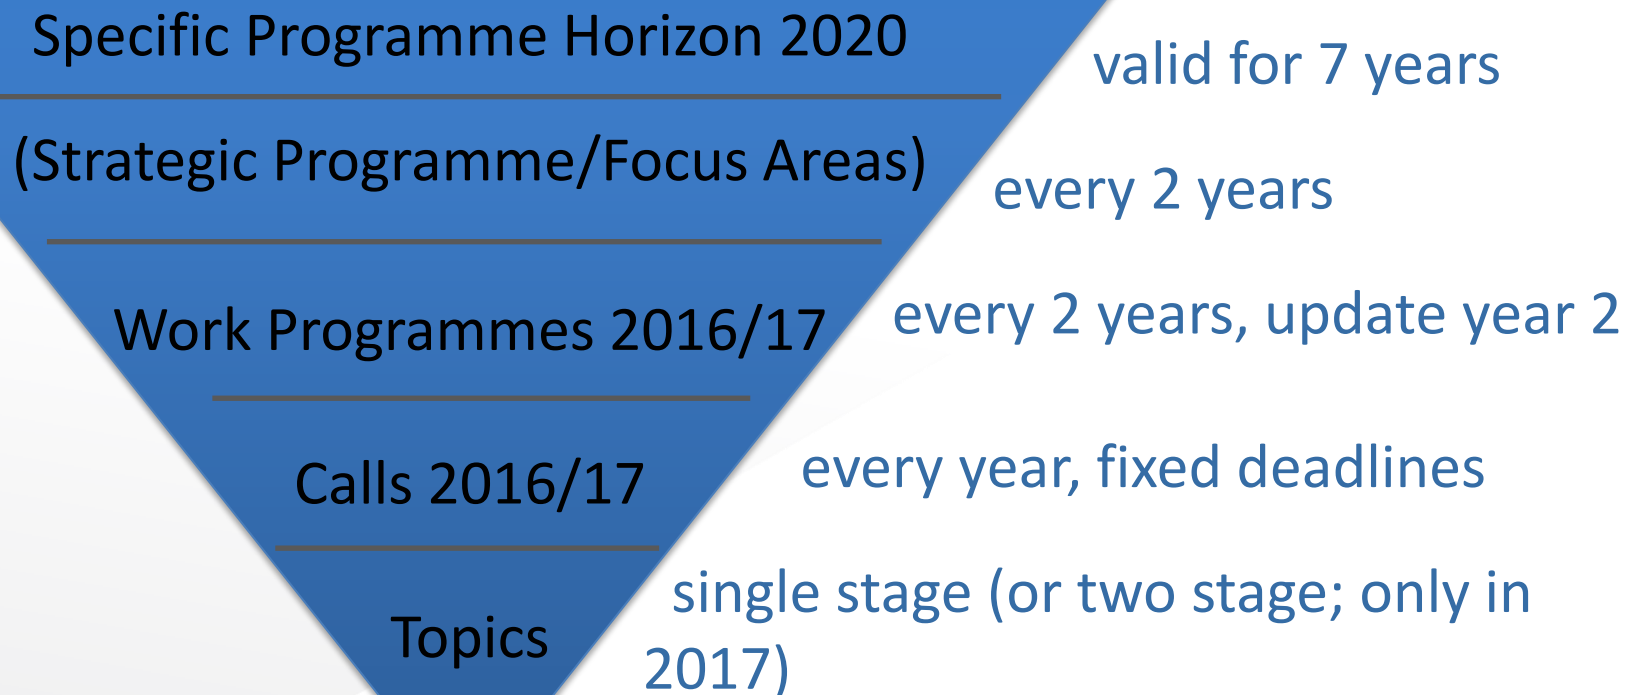 Specific Programme Horizon 2020
valid for 7 years
(Strategic Programme/Focus Areas)
every 2 years
Work Programmes 2016/17
every 2 years, update year 2
Calls 2016/17
every year, fixed deadlines
Topics
single stage (or two stage; only in
2017)